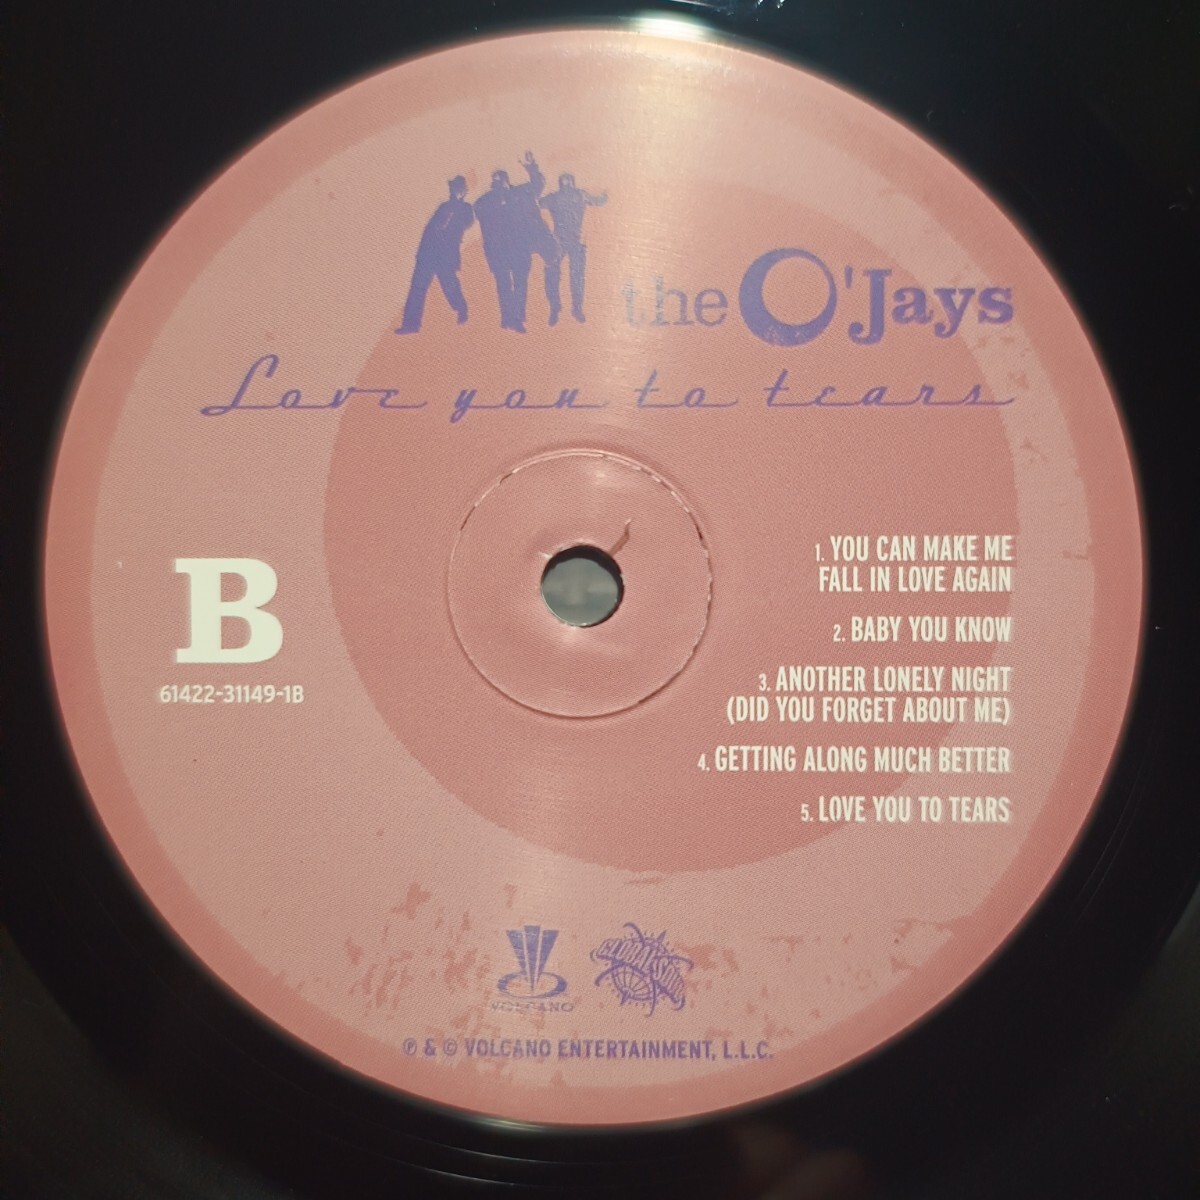 the O'Jays
Love you to tears
B
61422-31149-1B
1. YOU CAN MAKE ME
FALL IN LOVE AGAIN
2. BABY YOU KNOW
3. ANOTHER LONELY NIGHT
(DID YOU FORGET ABOUT ME)
4. GETTING ALONG MUCH BETTER
5. LOVE YOU TO TEARS
VOLCANO
GLOBAL SOUL
℗ & © VOLCANO ENTERTAINMENT, L.L.C.